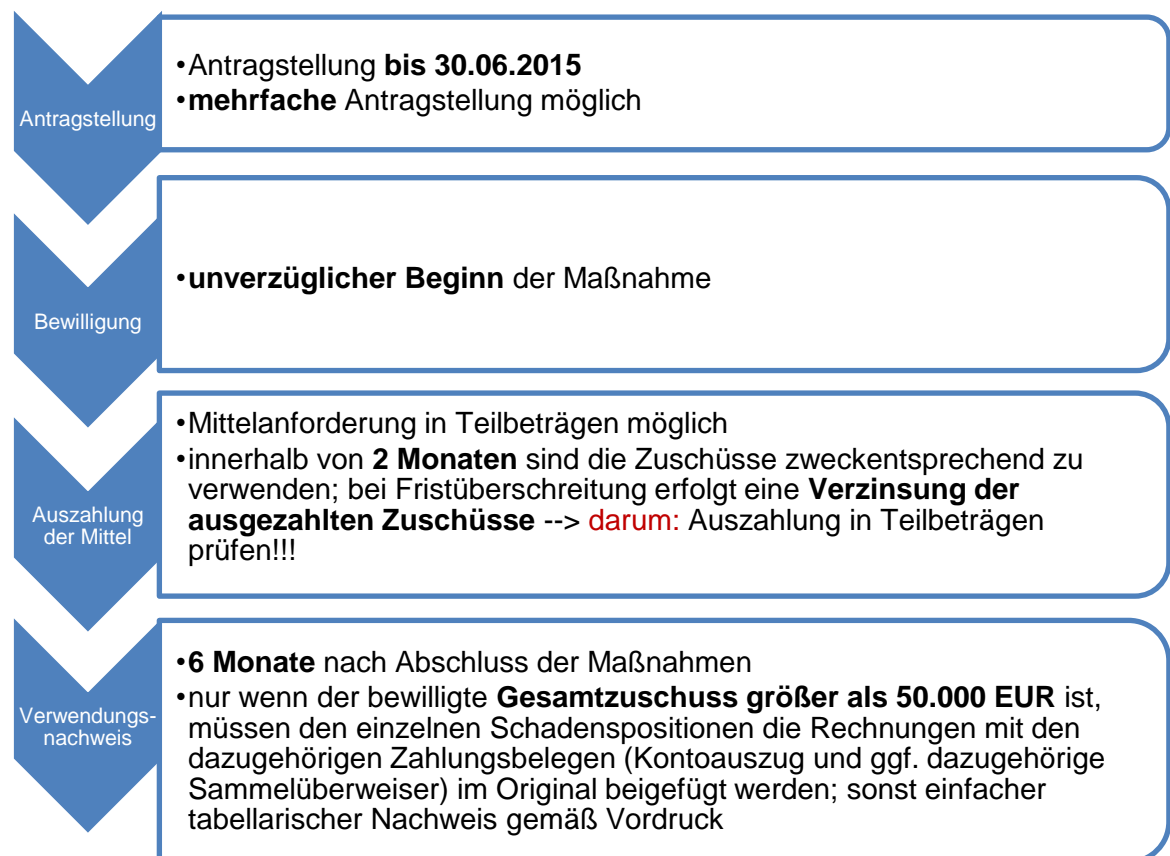 Antragstellung
•Antragstellung bis 30.06.2015
•mehrfache Antragstellung möglich
Bewilligung
•unverzüglicher Beginn der Maßnahme
Auszahlung
der Mittel
•Mittelanforderung in Teilbeträgen möglich
•innerhalb von 2 Monaten sind die Zuschüsse zweckentsprechend zu
verwenden; bei Fristüberschreitung erfolgt eine Verzinsung der
ausgezahlten Zuschüsse --> darum: Auszahlung in Teilbeträgen
prüfen!!!
Verwendungs-
nachweis
•6 Monate nach Abschluss der Maßnahmen
•nur wenn der bewilligte Gesamtzuschuss größer als 50.000 EUR ist,
müssen den einzelnen Schadenspositionen die Rechnungen mit den
dazugehörigen Zahlungsbelegen (Kontoauszug und ggf. dazugehörige
Sammelüberweiser) im Original beigefügt werden; sonst einfacher
tabellarischer Nachweis gemäß Vordruck